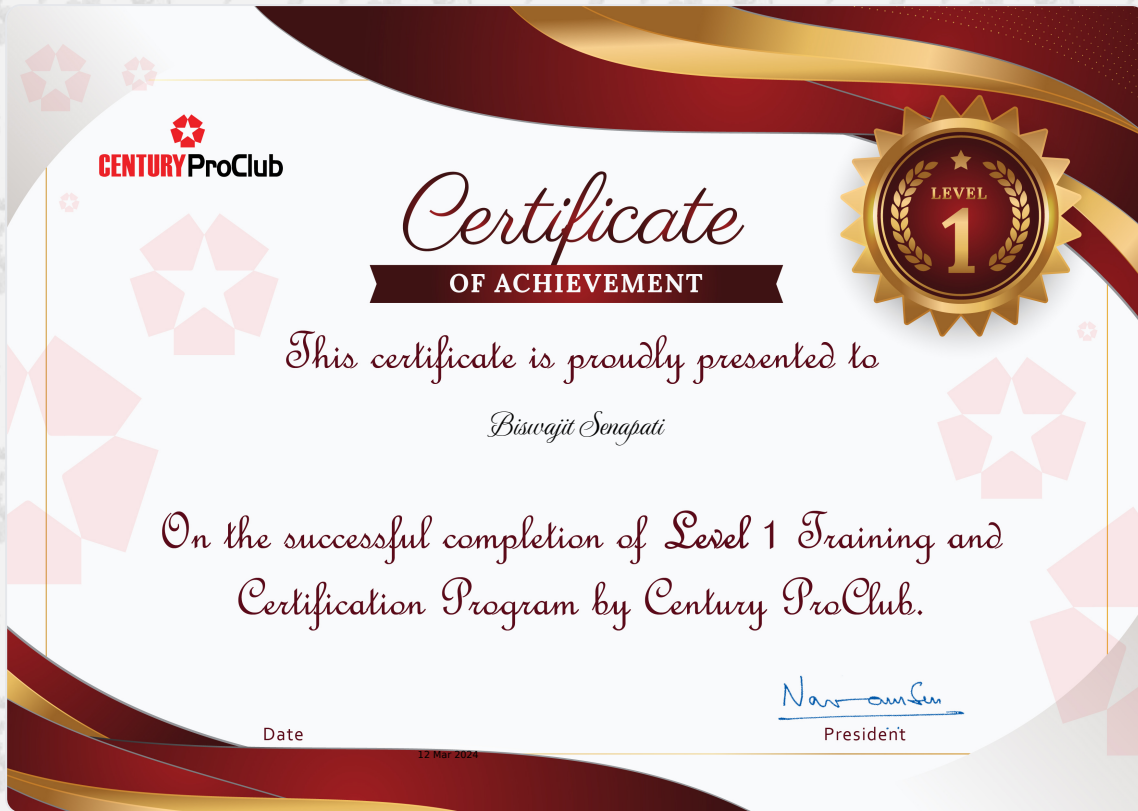 CENTURY ProClub
LEVEL
1
Certificate
OF ACHIEVEMENT
This certificate is proudly presented to
Biswajit Senapati
On the successful completion of Level 1 Training and
Certification Program by Century ProClub.
Date
President
12 Mar 2024